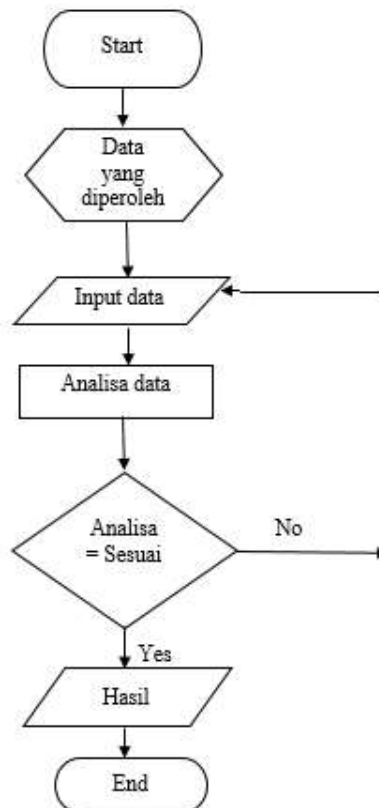 Start
Data
yang
diperoleh
Input data
Analisa data
Analisa
= Sesuai
No
Yes
Hasil
End